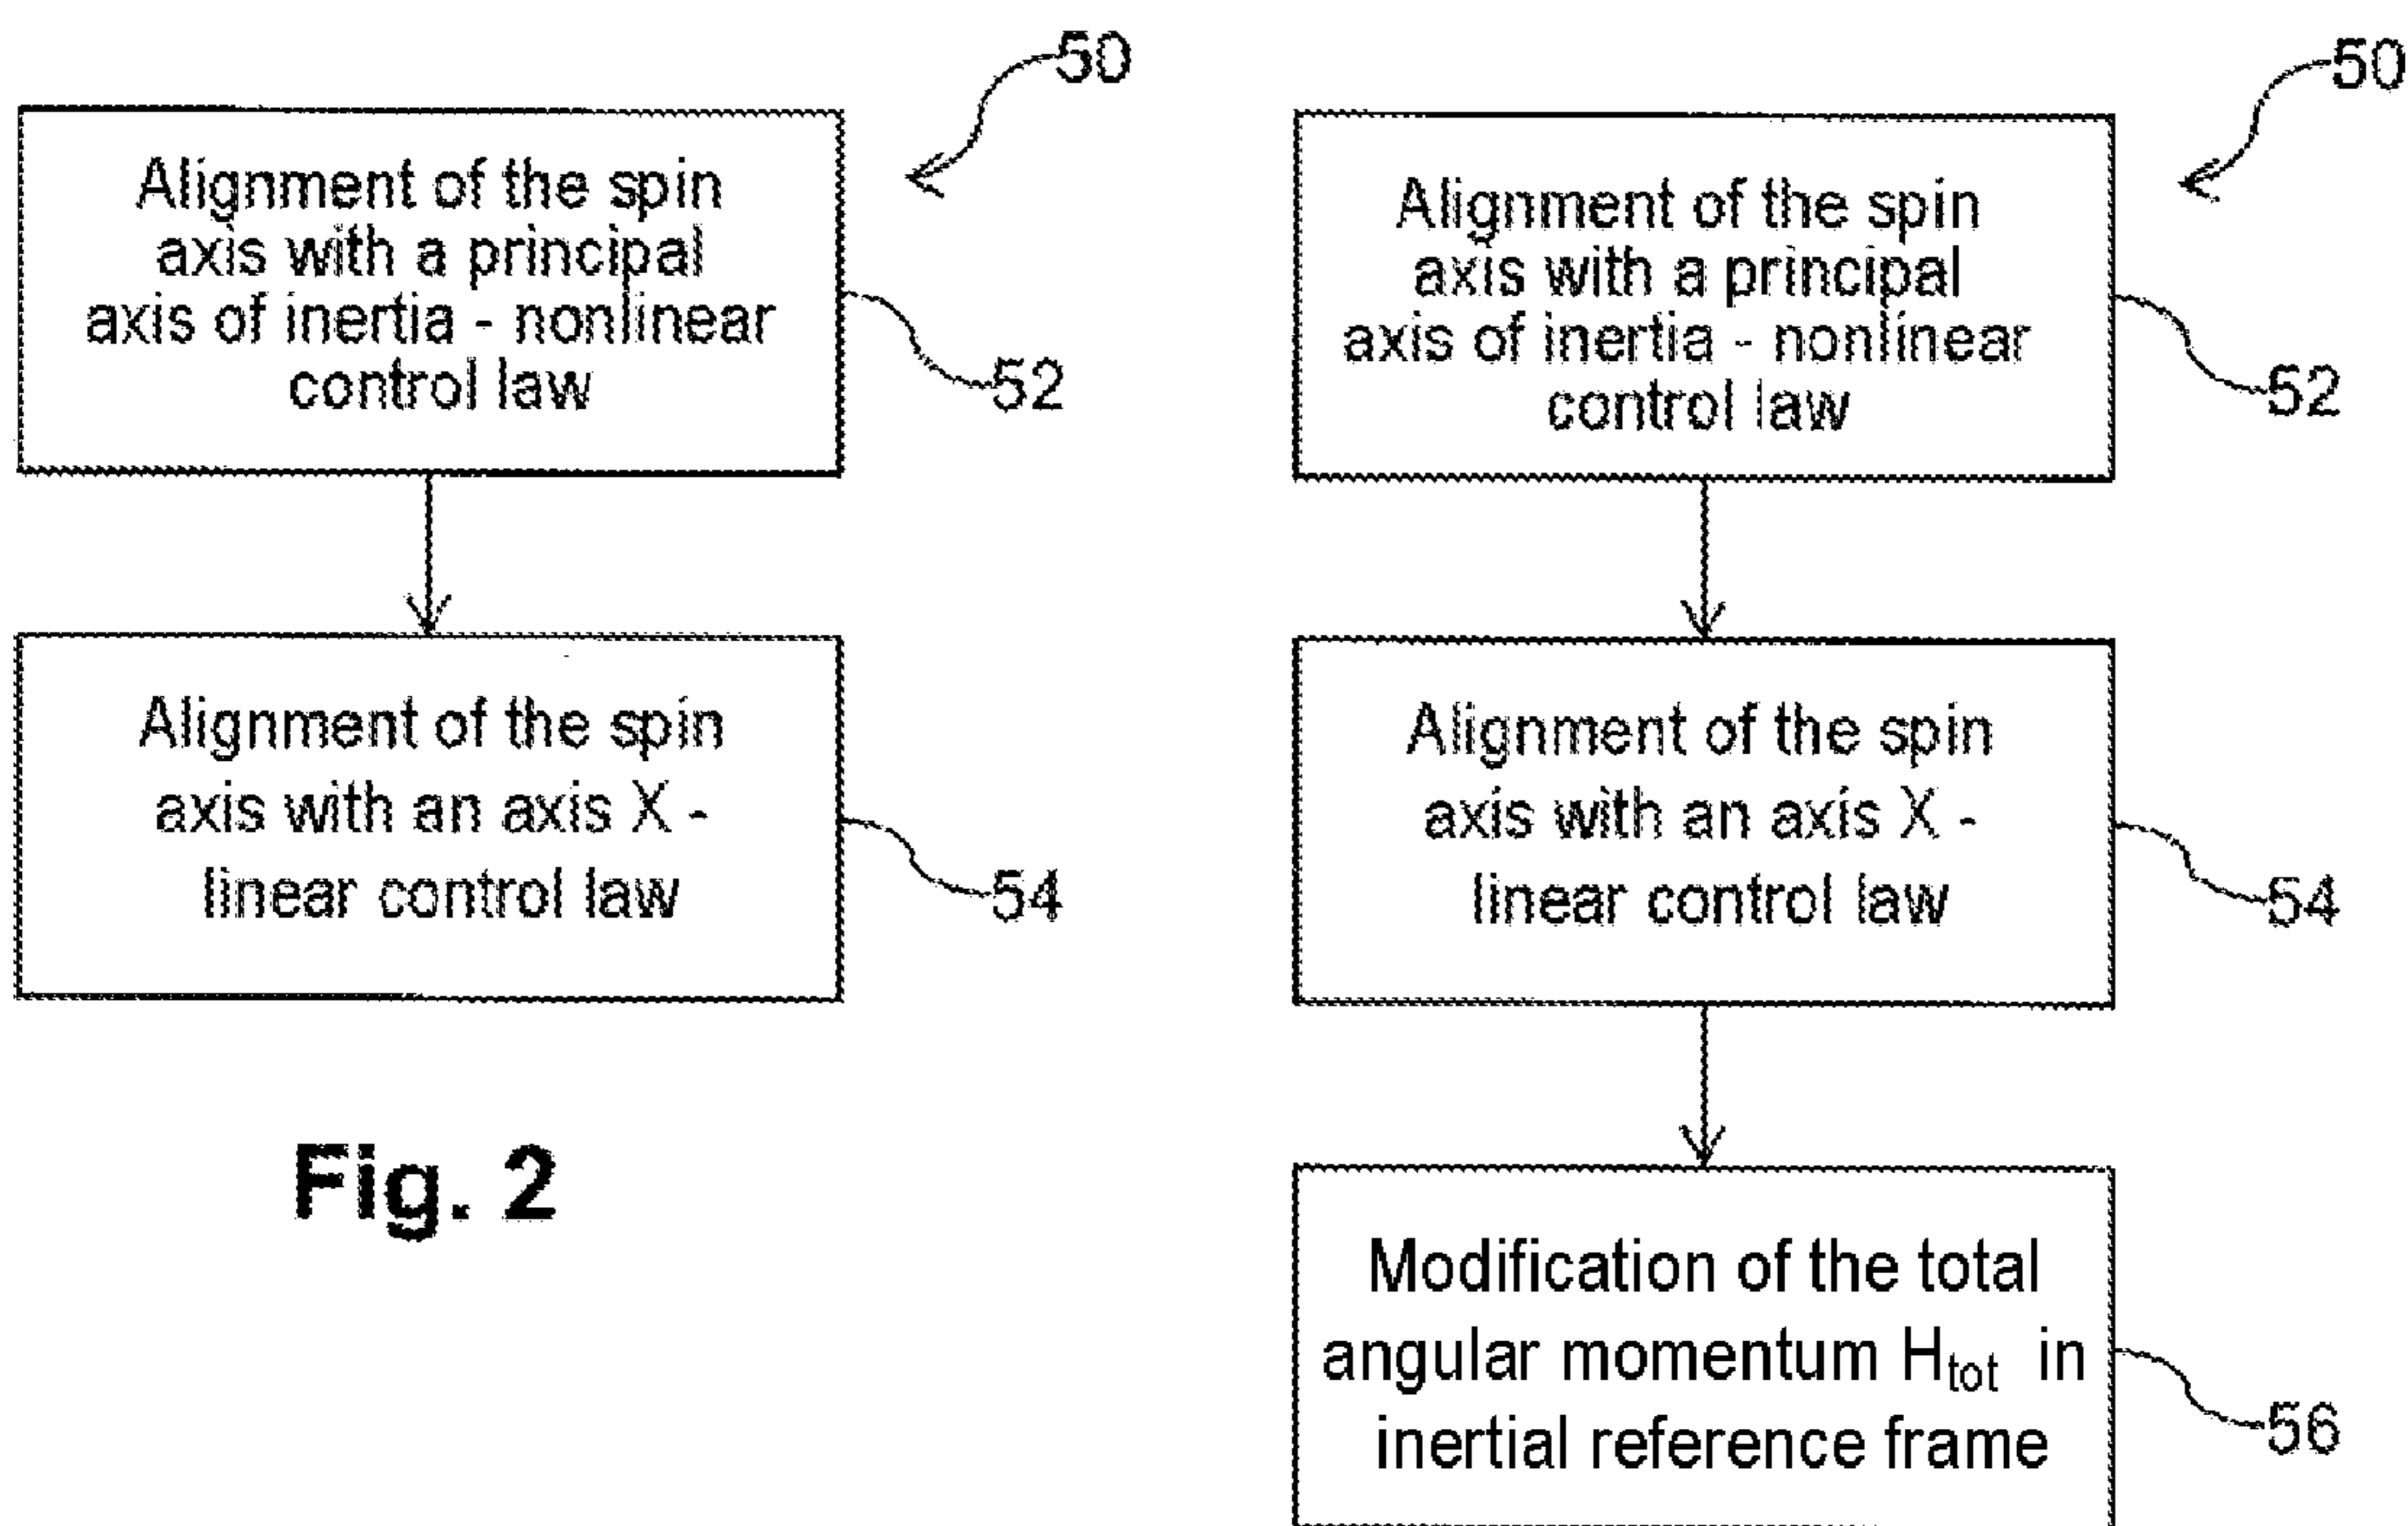 50
Alignment of the spin
axis with a principal
axis of inertia - nonlinear
control law
52
Alignment of the spin
axis with an axis X -
linear control law
54
Fig. 2
50
Alignment of the spin
axis with a principal
axis of inertia - nonlinear
control law
52
Alignment of the spin
axis with an axis X -
linear control law
54
Modification of the total
angular momentum Htot in
inertial reference frame
56